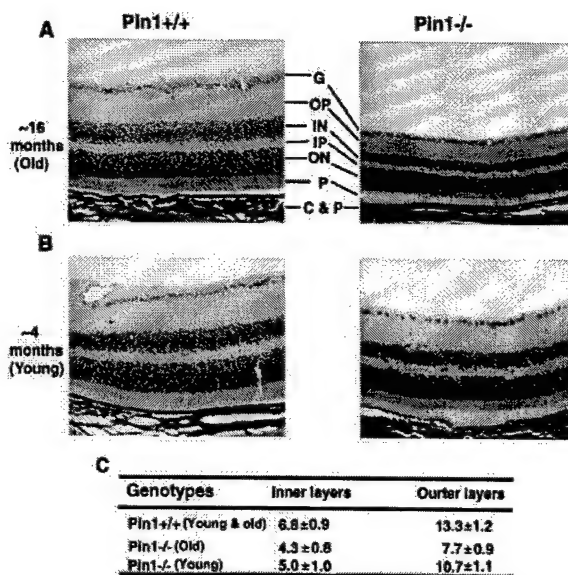 Pin1+/+ Pin1-/-
A
~16
months
(Old)
G
OP
IN
IP
ON
P
C & P
B
~4
months
(Young)
C
Genotypes Inner layers Ourter layers
Pin1+/+ (Young & old) 6.8±0.9 13.3±1.2
Pin1-/- (Old) 4.3±0.8 7.7±0.9
Pin1-/- (Young) 5.0±1.0 10.7±1.1